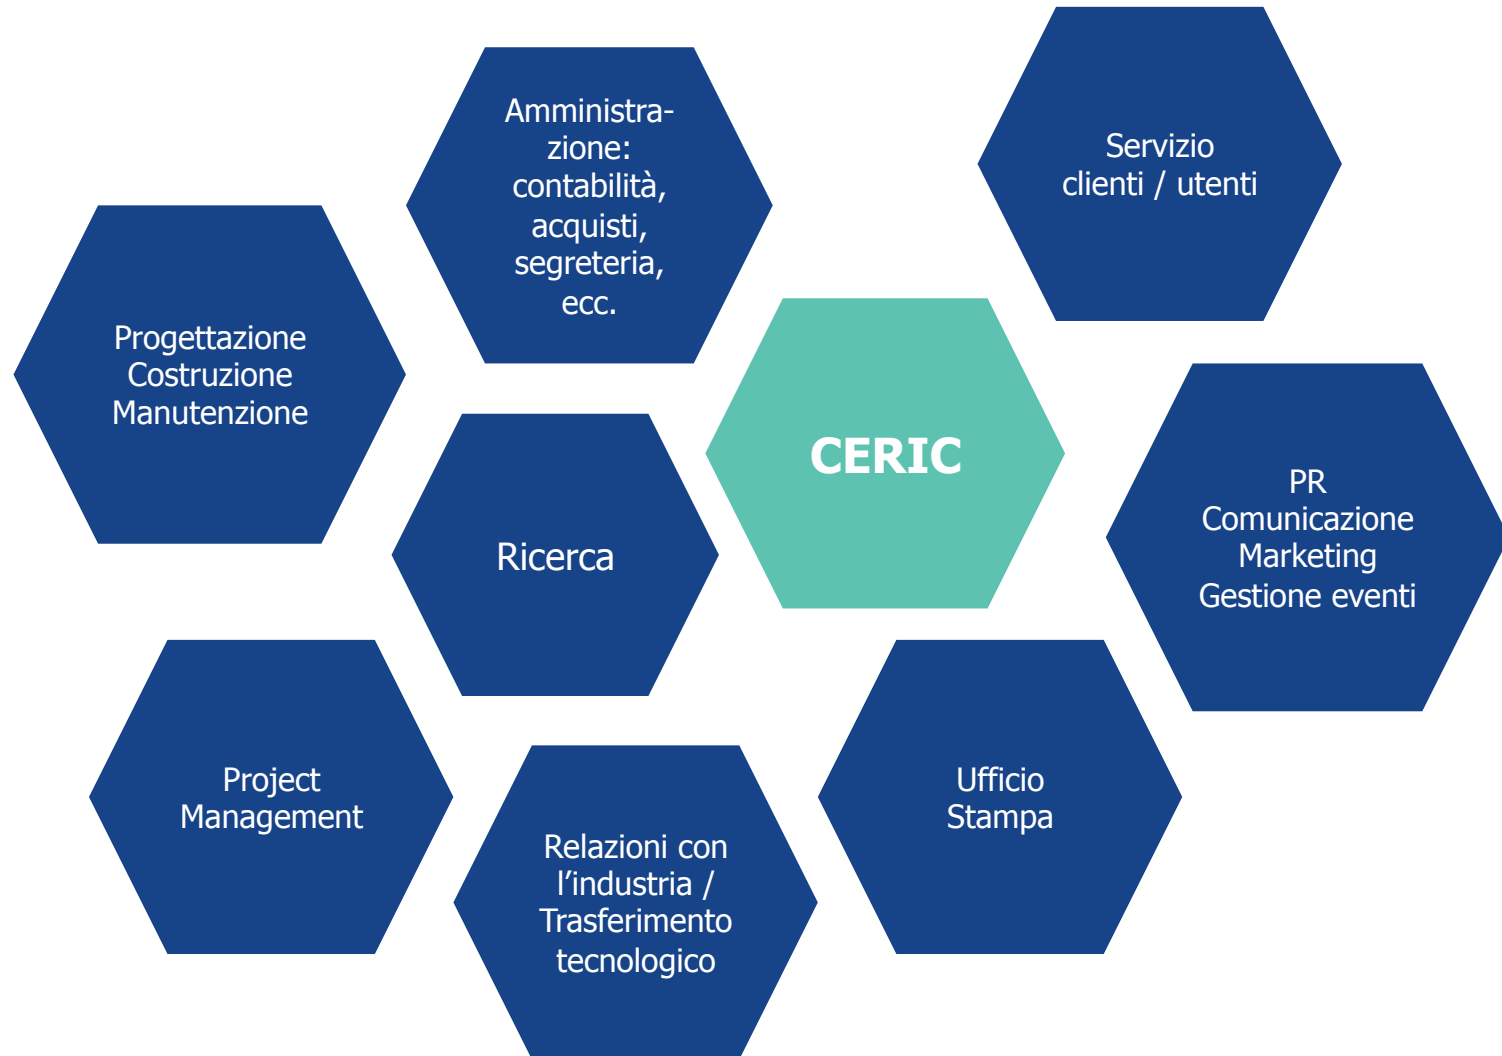 Amministra-
zione:
contabilità,
acquisti,
segreteria,
ecc.
Servizio
clienti / utenti
Progettazione
Costruzione
Manutenzione
CERIC
PR
Comunicazione
Marketing
Gestione eventi
Ricerca
Project
Management
Ufficio
Stampa
Relazioni con
l’industria /
Trasferimento
tecnologico